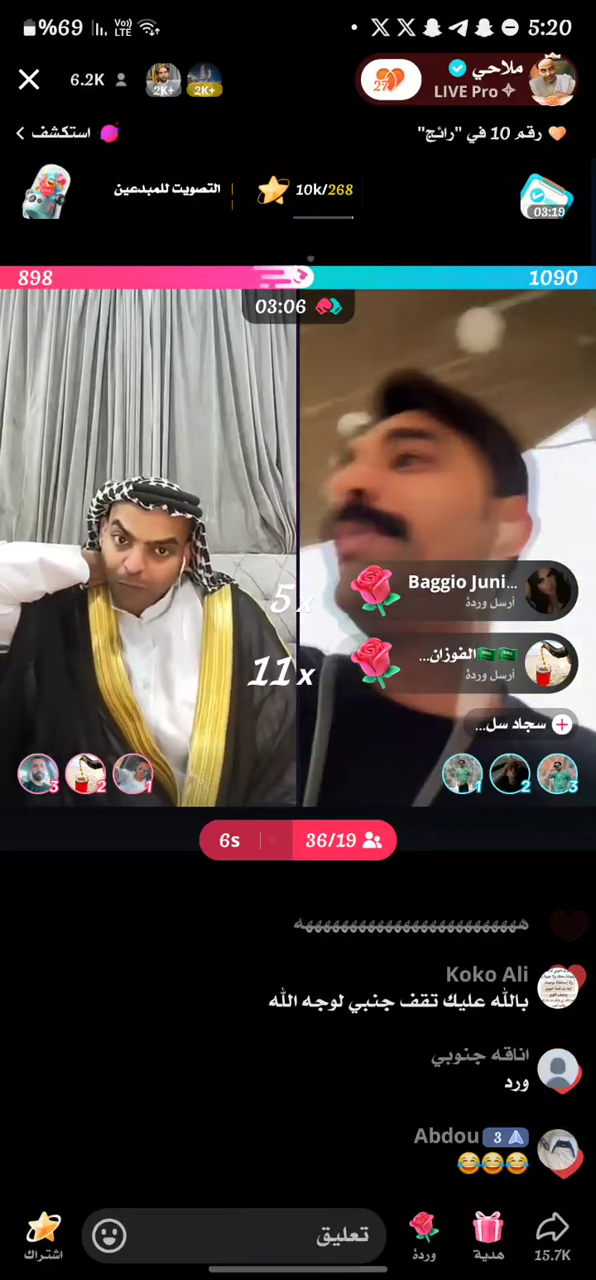 %69 Vo) LTE
5:20
ملاحي
LIVE Pro
27
6.2K
2K+
2K+
رقم 10 في "رائج"
استكشف
التصويت للمبدعين
10k/268
03:19
898
1090
03:06
5x
Baggio Juni...
أرسل وردة
11x
الفوزان...
أرسل وردة
سجاد سل...
3
2
1
1
2
3
6s
36/19
هههههههههههههههههههههههه
Koko Ali
بالله عليك تقف جنبي لوجه الله
اناقه جنوبي
ورد
Abdou 3
😂😂😂
اشتراك
تعليق
وردة
هدية
15.7K